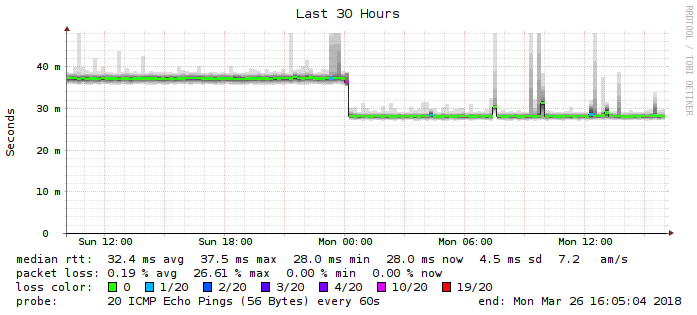 Last 30 Hours
RRDTOOL / TOBI OETIKER
Seconds
40 m
30 m
20 m
10 m
0
Sun 12:00 Sun 18:00 Mon 00:00 Mon 06:00 Mon 12:00
median rtt: 32.4 ms avg 37.5 ms max 28.0 ms min 28.0 ms now 4.5 ms sd 7.2 am/s
packet loss: 0.19 % avg 26.61 % max 0.00 % min 0.00 % now
loss color: 0 1/20 2/20 3/20 4/20 10/20 19/20
probe: 20 ICMP Echo Pings (56 Bytes) every 60s end: Mon Mar 26 16:05:04 2018